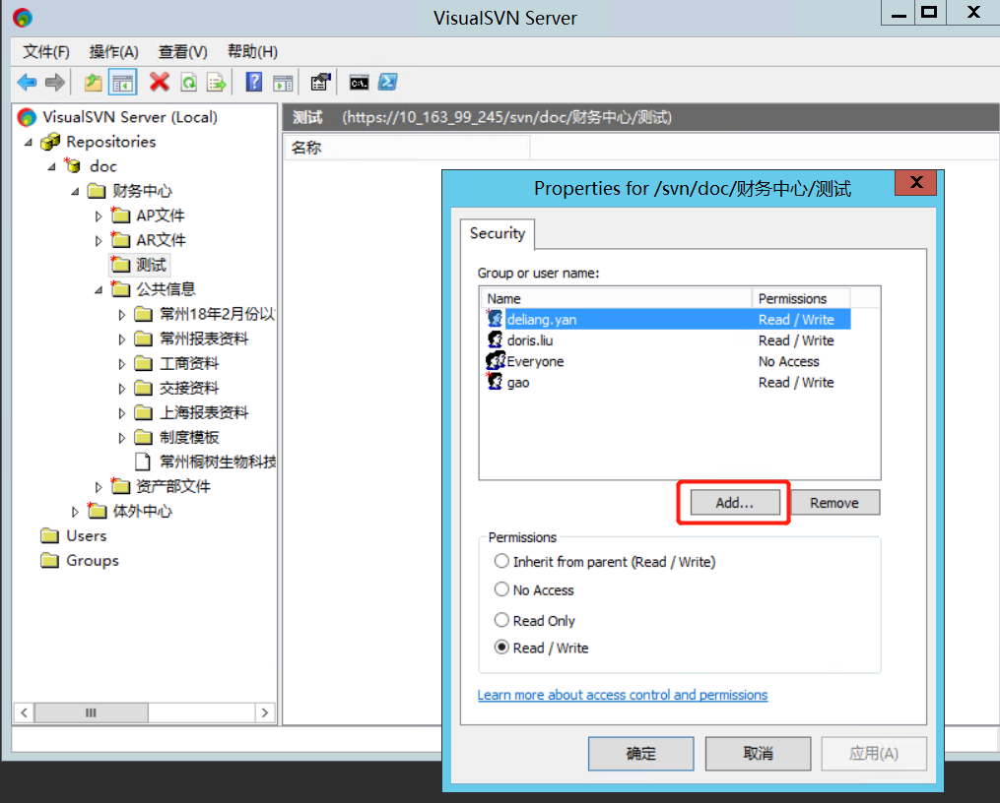 VisualSVN Server
文件(F) 操作(A) 查看(V) 帮助(H)
VisualSVN Server (Local)
Repositories
doc
财务中心
AP文件
AR文件
测试
公共信息
常州18年2月份以
常州报表资料
工商资料
交接资料
上海报表资料
制度模板
常州桐树生物科技
资产部文件
体外中心
Users
Groups
测试 (https://10_163_99_245/svn/doc/财务中心/测试)
名称
Properties for /svn/doc/财务中心/测试
Security
Group or user name:
Name Permissions
deliang.yan Read / Write
doris.liu Read / Write
Everyone No Access
gao Read / Write
Add... Remove
Permissions
Inherit from parent (Read / Write)
No Access
Read Only
Read / Write
Learn more about access control and permissions
确定 取消 应用(A)